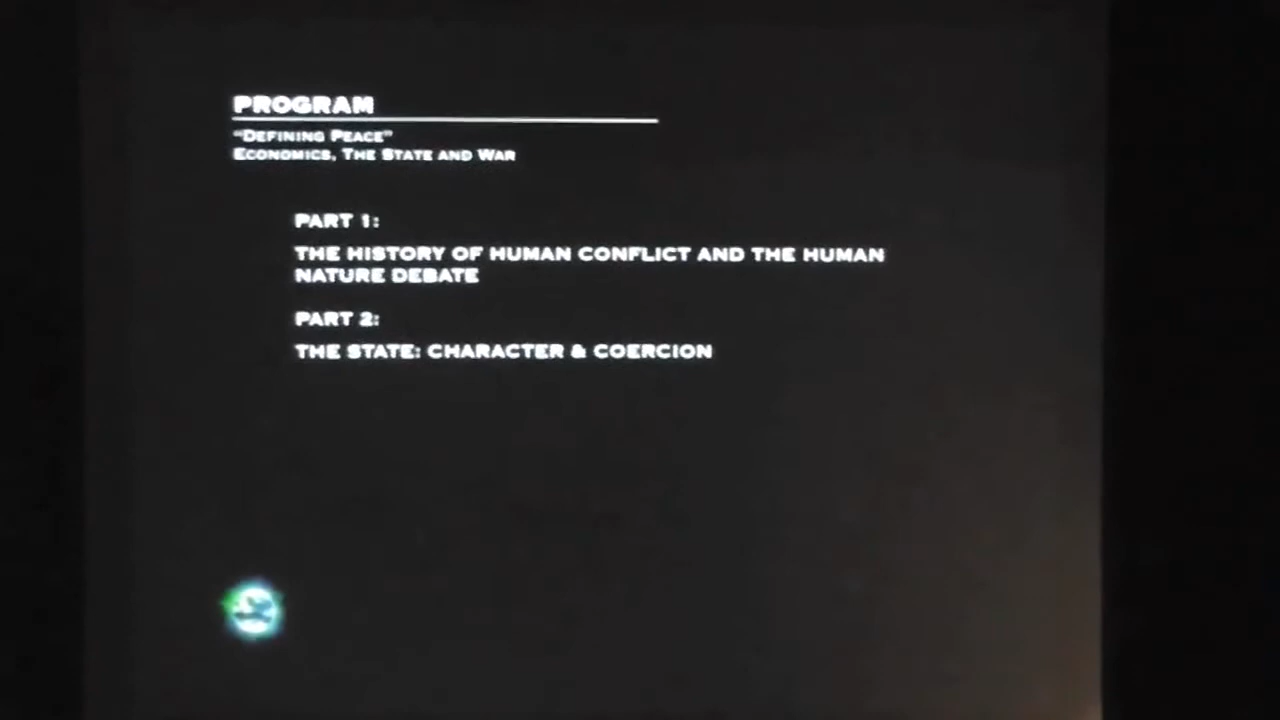 PROGRAM
"DEFINING PEACE"
ECONOMICS, THE STATE AND WAR
PART 1:
THE HISTORY OF HUMAN CONFLICT AND THE HUMAN
NATURE DEBATE
PART 2:
THE STATE: CHARACTER & COERCION